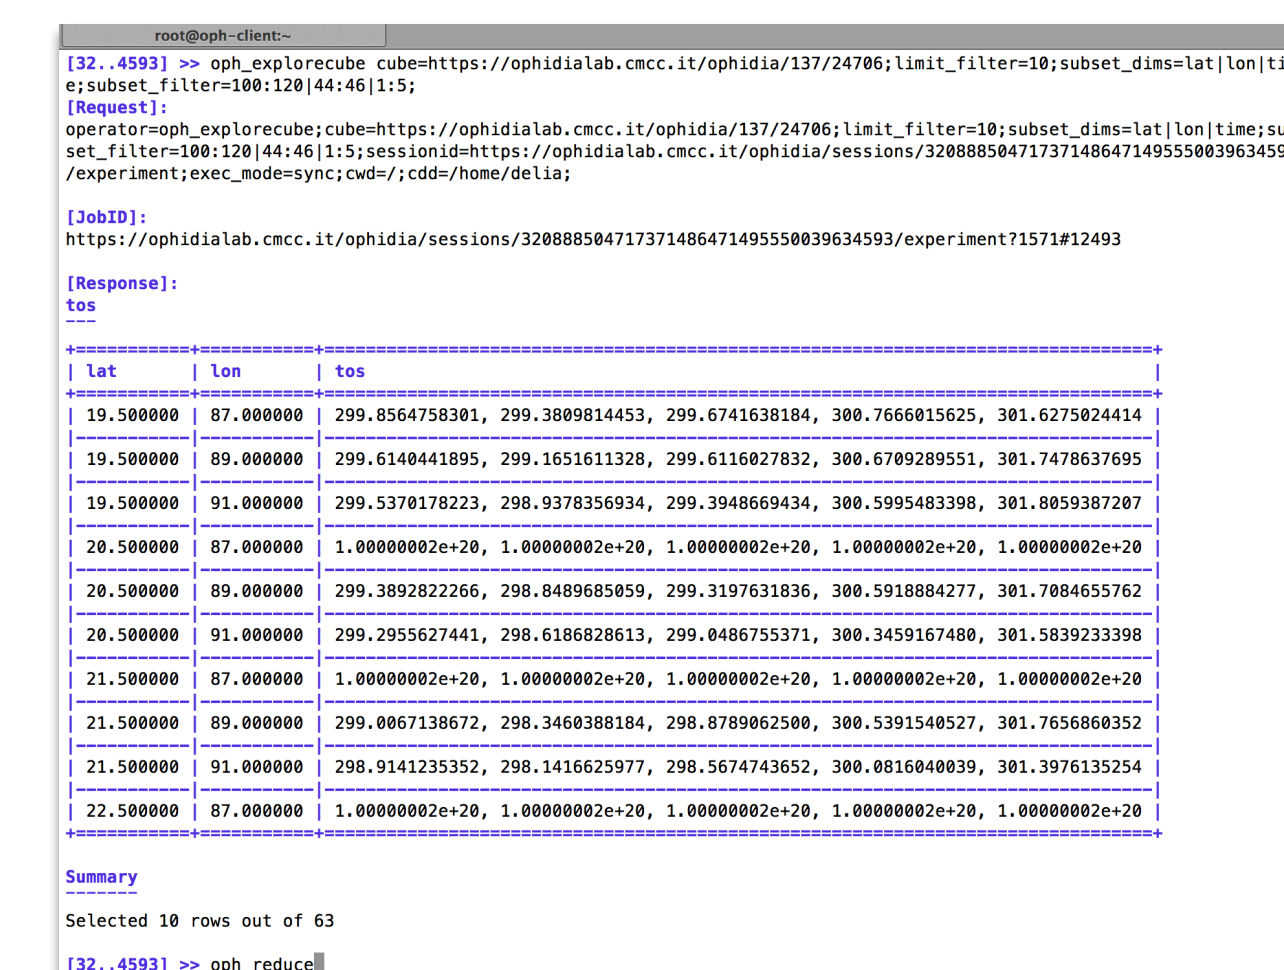 root@oph-client:~
[32..4593] >> oph_explorecube cube=https://ophidialab.cmcc.it/ophidia/137/24706;limit_filter=10;subset_dims=lat|lon|ti
e;subset_filter=100:120|44:46|1:5;
[Request]:
operator=oph_explorecube;cube=https://ophidialab.cmcc.it/ophidia/137/24706;limit_filter=10;subset_dims=lat|lon|time;su
set_filter=100:120|44:46|1:5;sessionid=https://ophidialab.cmcc.it/ophidia/sessions/3208885047173714864714955500396345​9
/experiment;exec_mode=sync;cwd=/;cdd=/home/delia;
[JobID]:
https://ophidialab.cmcc.it/ophidia/sessions/320888504717371486471495550039634593/experiment?1571#12493
[Response]:
tos
---
| lat | lon | tos |
| 19.500000 | 87.000000 | 299.8564758301, 299.3809814453, 299.6741638184, 300.7666015625, 301.6275024414 |
| 19.500000 | 89.000000 | 299.6140441895, 299.1651611328, 299.6116027832, 300.6709289551, 301.7478637695 |
| 19.500000 | 91.000000 | 299.5370178223, 298.9378356934, 299.3948669434, 300.5995483398, 301.8059387207 |
| 20.500000 | 87.000000 | 1.00000002e+20, 1.00000002e+20, 1.00000002e+20, 1.00000002e+20, 1.00000002e+20 |
| 20.500000 | 89.000000 | 299.3892822266, 298.8489685059, 299.3197631836, 300.5918884277, 301.7084655762 |
| 20.500000 | 91.000000 | 299.2955627441, 298.6186828613, 299.0486755371, 300.3459167480, 301.5839233398 |
| 21.500000 | 87.000000 | 1.00000002e+20, 1.00000002e+20, 1.00000002e+20, 1.00000002e+20, 1.00000002e+20 |
| 21.500000 | 89.000000 | 299.0067138672, 298.3460388184, 298.8789062500, 300.5391540527, 301.7656860352 |
| 21.500000 | 91.000000 | 298.9141235352, 298.1416625977, 298.5674743652, 300.0816040039, 301.3976135254 |
| 22.500000 | 87.000000 | 1.00000002e+20, 1.00000002e+20, 1.00000002e+20, 1.00000002e+20, 1.00000002e+20 |
Summary
-------
Selected 10 rows out of 63
[32..4593] >> oph_reduce